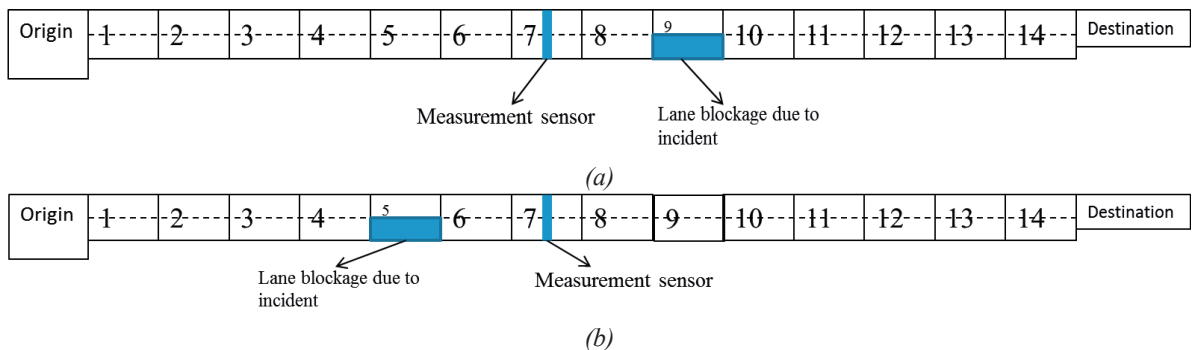 Origin 1 2 3 4 5 6 7 8 9 10 11 12 13 14 Destination
Measurement sensor
Lane blockage due to
incident
(a)
Origin 1 2 3 4 5 6 7 8 9 10 11 12 13 14 Destination
Lane blockage due to
incident
Measurement sensor
(b)